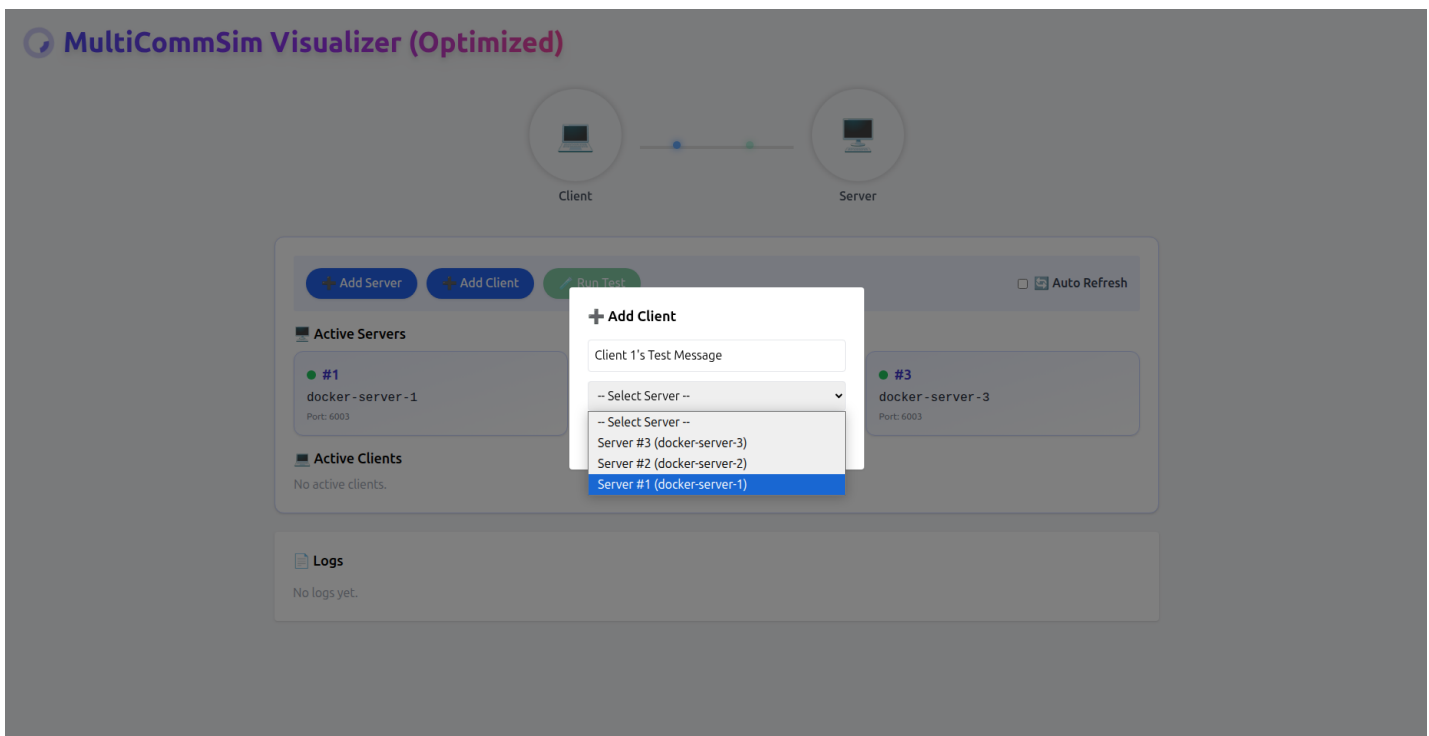 MultiCommSim Visualizer (Optimized)
Client
Server
Add Server
Add Client
Run Test
Auto Refresh
Add Client
Client 1's Test Message
-- Select Server --
-- Select Server --
Server #3 (docker-server-3)
Server #2 (docker-server-2)
Server #1 (docker-server-1)
Active Servers
#1
docker-server-1
Port: 6003
#3
docker-server-3
Port: 6003
Active Clients
No active clients.
Logs
No logs yet.